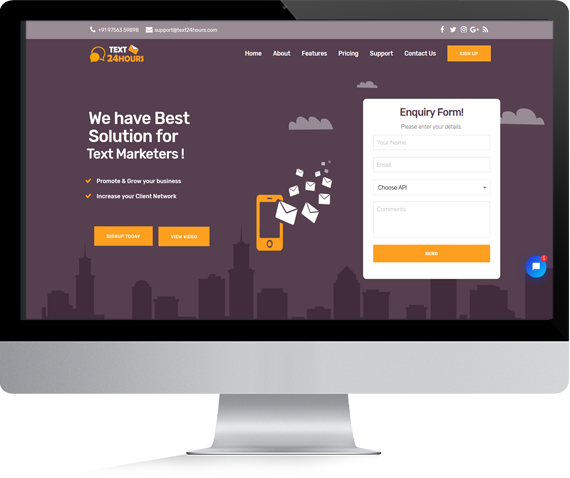 +91 97563 59898 support@text24hours.com
TEXT
24HOURS
Home About Features Pricing Support Contact Us SIGN UP
We have Best
Solution for
Text Marketers !
Promote & Grow your business
Increase your Client Network
SIGNUP TODAY VIEW VIDEO
Enquiry Form!
Please enter your details
Your Name
Email
Choose API
Comments
SEND
1